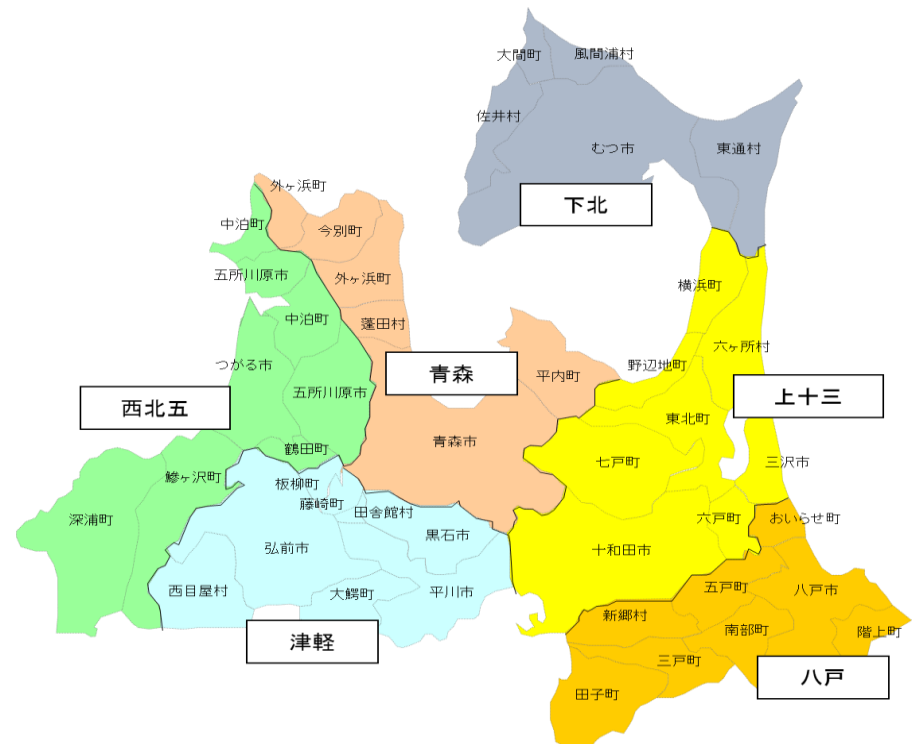 大間町
風間浦村
佐井村
むつ市
東通村
下北
外ヶ浜町
中泊町
今別町
五所川原市
外ヶ浜町
横浜町
中泊町
蓬田村
六ヶ所村
つがる市
野辺地町
青森
平内町
五所川原市
上十三
西北五
東北町
青森市
鶴田町
七戸町
三沢市
鰺ヶ沢町
板柳町
藤崎町
田舎館村
深浦町
六戸町
おいらせ町
黒石市
弘前市
十和田市
西目屋村
大鰐町
平川市
五戸町
八戸市
新郷村
南部町
階上町
津軽
三戸町
八戸
田子町